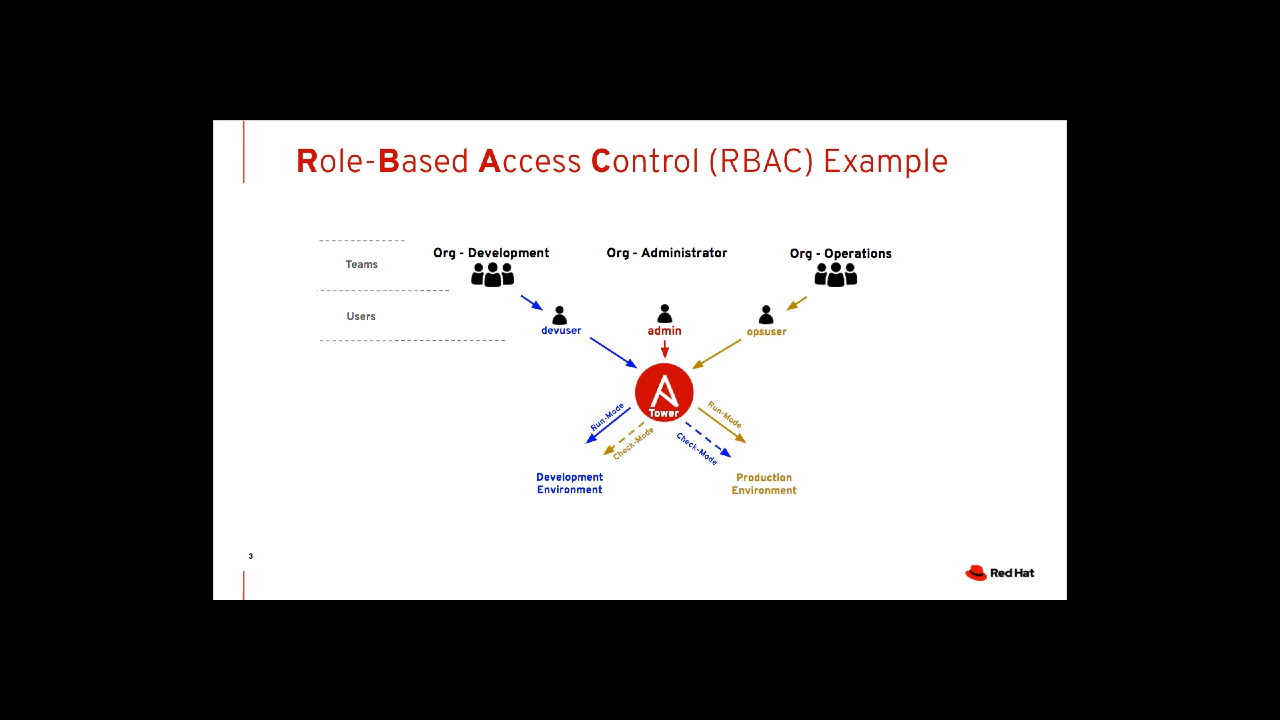 Role-Based Access Control (RBAC) Example
Teams
Org - Development
Org - Administrator
Org - Operations
Users
devuser
admin
opsuser
Tower
Run-Mode
Check-Mode
Check-Mode
Run-Mode
Development
Environment
Production
Environment
3
Red Hat